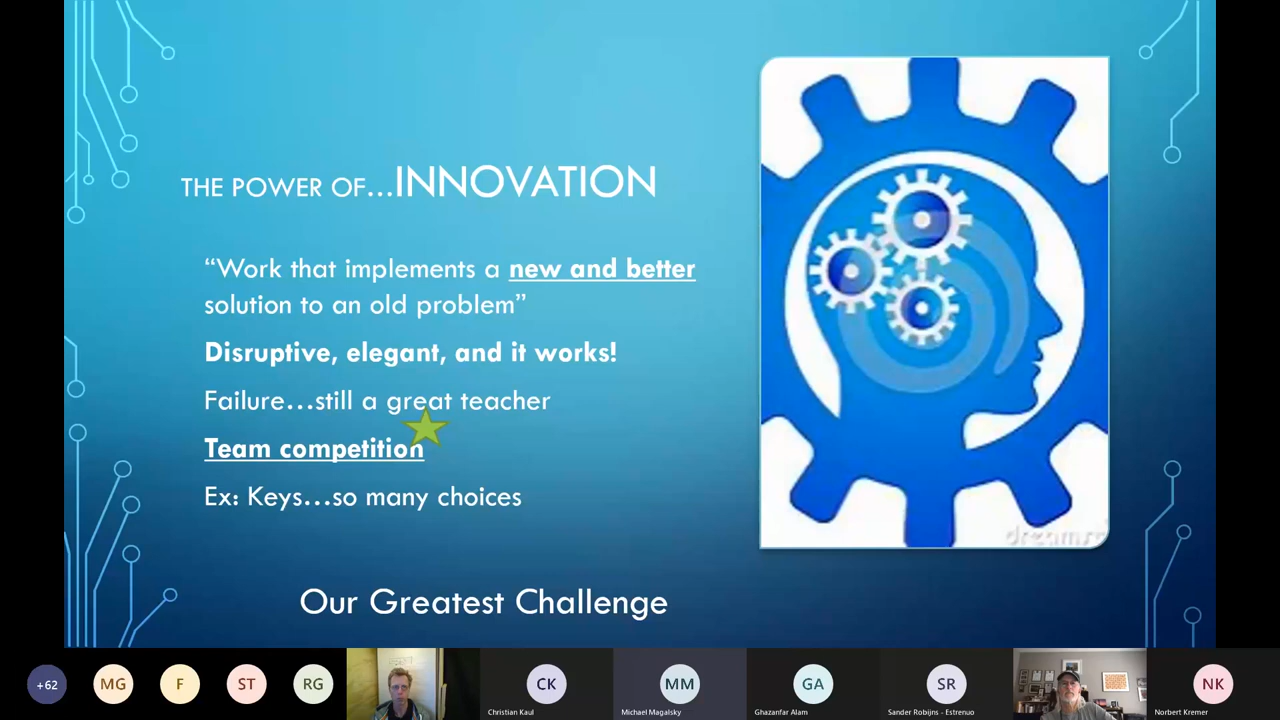 THE POWER OF...INNOVATION
“Work that implements a new and better
solution to an old problem”
Disruptive, elegant, and it works!
Failure...still a great teacher
Team competition
Ex: Keys...so many choices
Our Greatest Challenge
+62
MG
F
ST
RG
CK
Christian Kaul
MM
Michael Magalsky
GA
Ghazanfar Alam
SR
Sander Robijns - Estrenuo
NK
Norbert Kremer